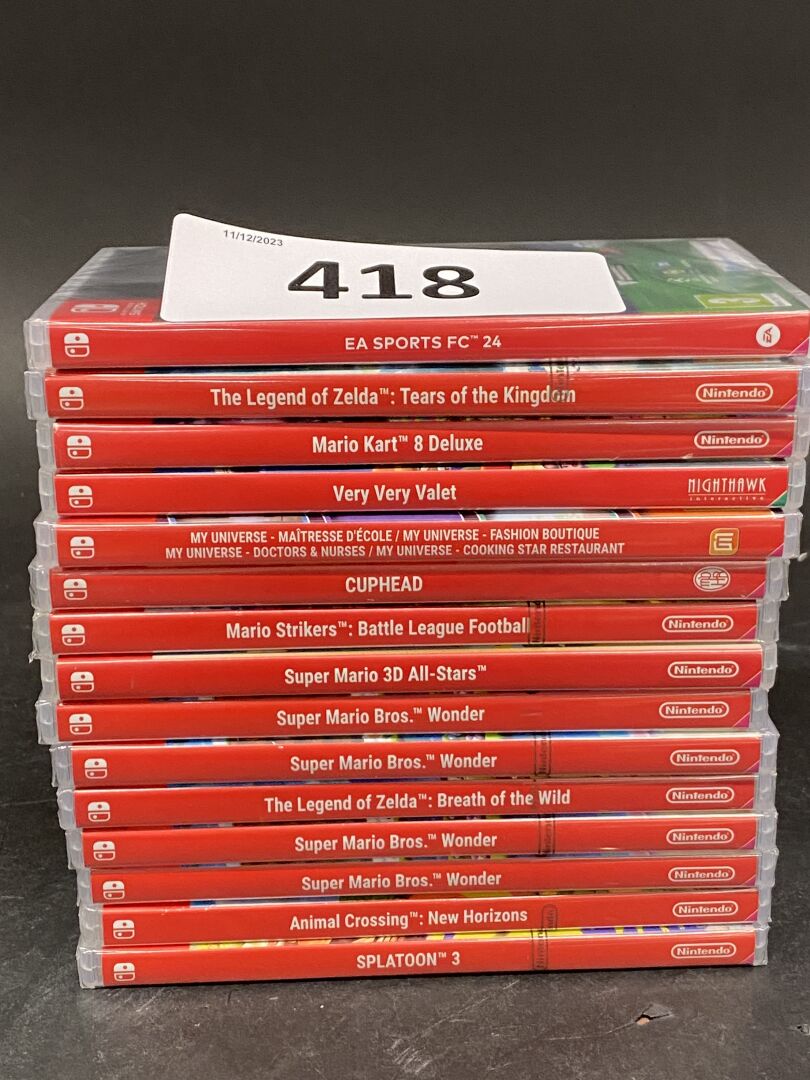 11/12/2023
418
EA SPORTS FC™ 24
EA
The Legend of Zelda™: Tears of the Kingdom
Nintendo
Mario Kart™ 8 Deluxe
Nintendo
Very Very Valet
NIGHTHAWK
interactive
MY UNIVERSE - MAÎTRESSE D'ÉCOLE / MY UNIVERSE - FASHION BOUTIQUE
MY UNIVERSE - DOCTORS & NURSES / MY UNIVERSE - COOKING STAR RESTAURANT
CUPHEAD
Mario Strikers™: Battle League Football
Nintendo
Super Mario 3D All-Stars™
Nintendo
Super Mario Bros.™ Wonder
Nintendo
Super Mario Bros.™ Wonder
Nintendo
The Legend of Zelda™: Breath of the Wild
Nintendo
Super Mario Bros.™ Wonder
Nintendo
Super Mario Bros.™ Wonder
Nintendo
Animal Crossing™: New Horizons
Nintendo
SPLATOON™ 3
Nintendo